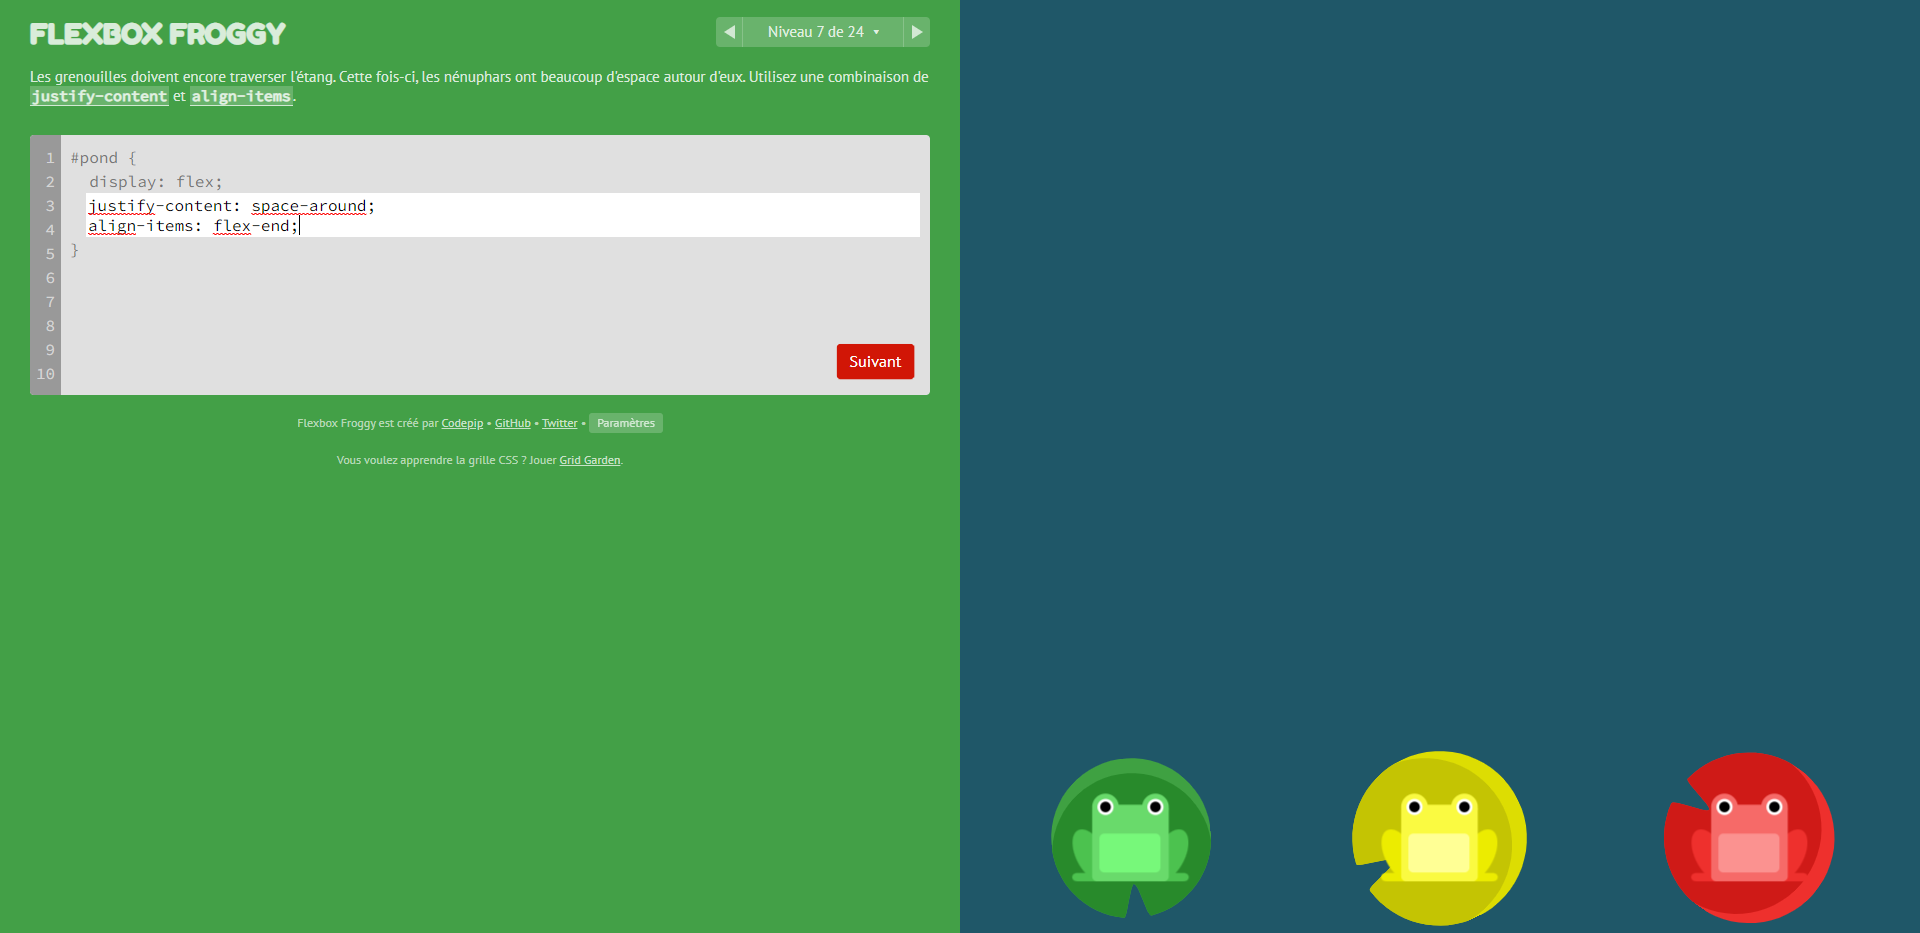 FLEXBOX FROGGY
Niveau 7 de 24
Les grenouilles doivent encore traverser l'étang. Cette fois-ci, les nénuphars ont beaucoup d'espace autour d'eux. Utilisez une combinaison de
justify-content et align-items.
1 #pond {
2 display: flex;
3 justify-content: space-around;
4 align-items: flex-end;
5 }
6
7
8
9
10
Suivant
Flexbox Froggy est créé par Codepip • GitHub • Twitter • Paramètres
Vous voulez apprendre la grille CSS ? Jouer Grid Garden.